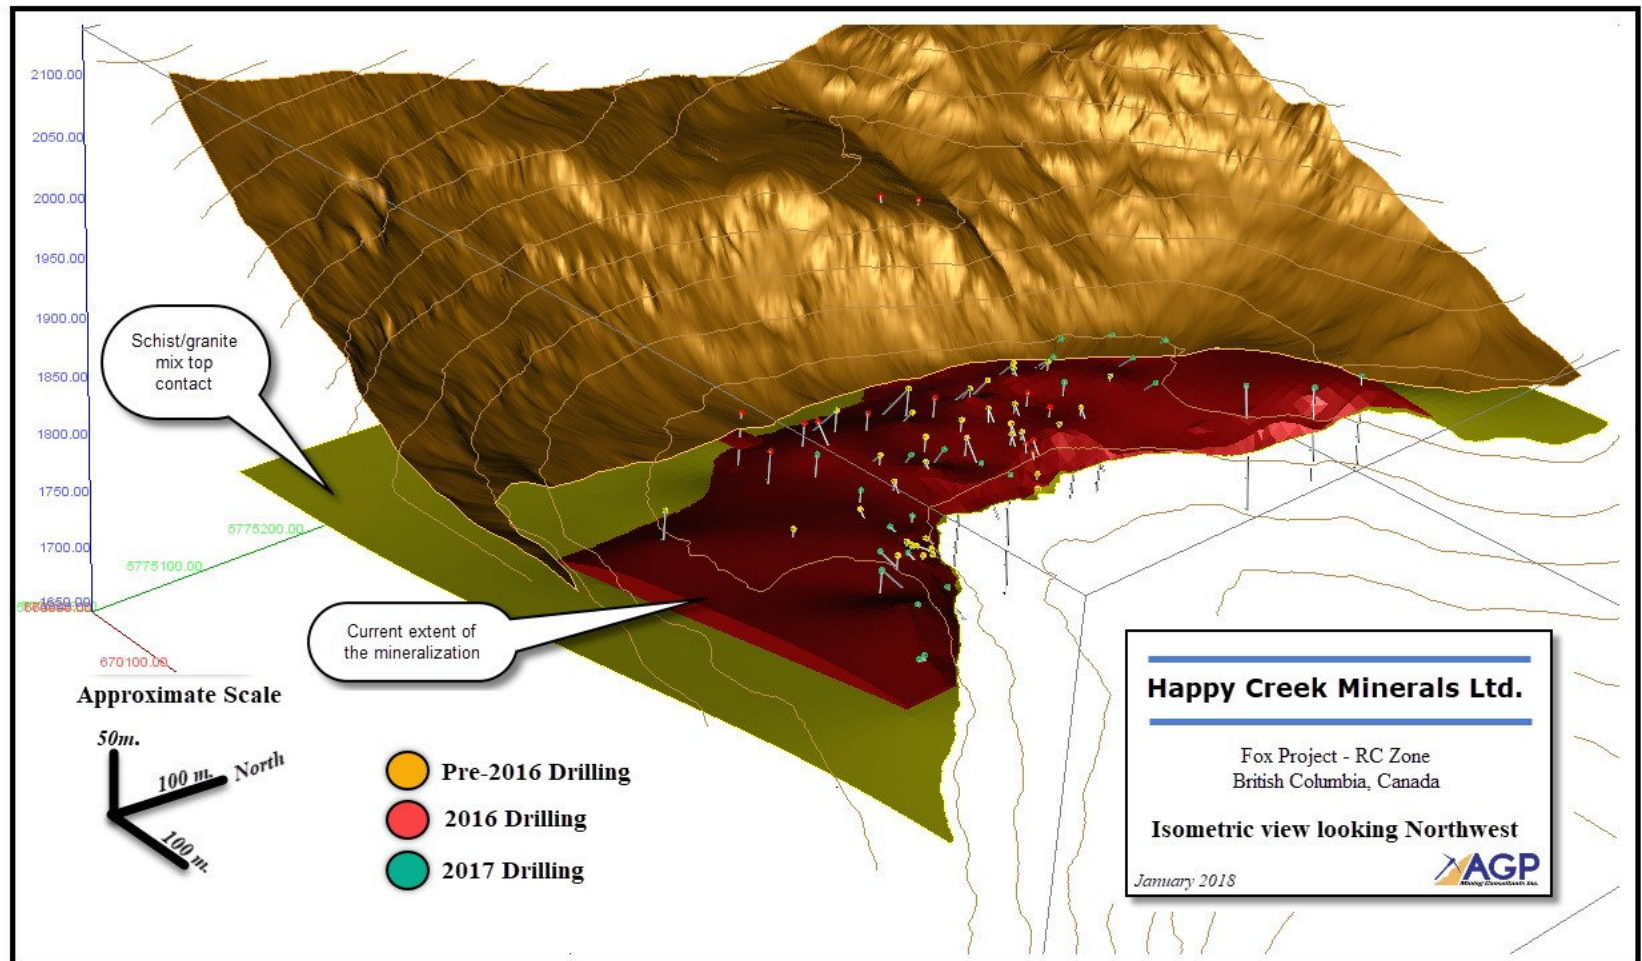 2100.00
2050.00
2000.00
1950.00
1900.00
1850.00
1800.00
1750.00
1700.00
1650.00
5775200.00
5775100.00
670100.00
Schist/granite
mix top
contact
Current extent of
the mineralization
Approximate Scale
50m.
100 m. North
100 m.
Pre-2016 Drilling
2016 Drilling
2017 Drilling
Happy Creek Minerals Ltd.
Fox Project - RC Zone
British Columbia, Canada
Isometric view looking Northwest
January 2018
AGP
Mining Consultants Inc.